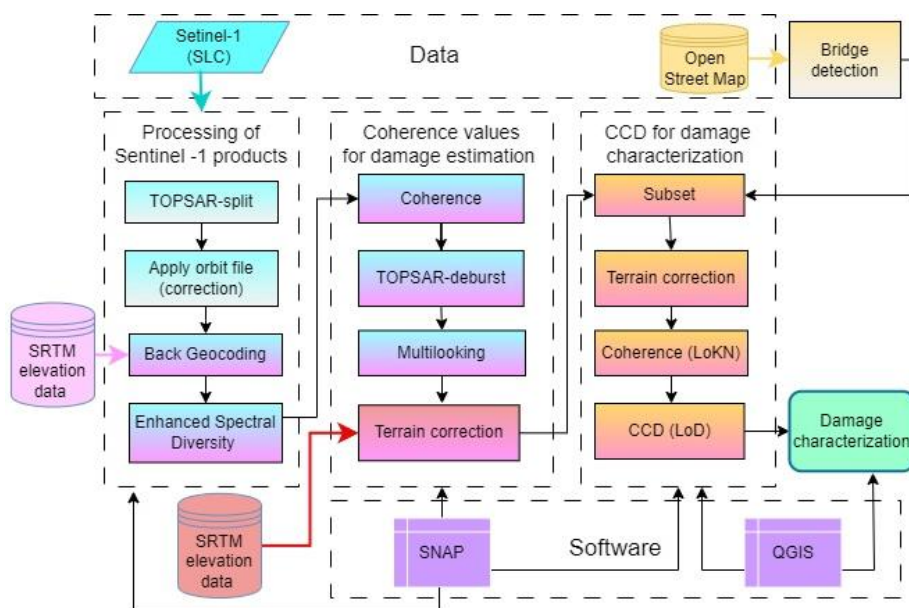 Setinel-1
(SLC)
Data
Open
Street Map
Bridge
detection
Processing of
Sentinel -1 products
TOPSAR-split
Apply orbit file
(correction)
Back Geocoding
Enhanced Spectral
Diversity
SRTM
elevation
data
Coherence values
for damage estimation
Coherence
TOPSAR-deburst
Multilooking
Terrain correction
SRTM
elevation
data
CCD for damage
characterization
Subset
Terrain correction
Coherence (LoKN)
CCD (LoD)
Damage
characterization
SNAP
Software
QGIS